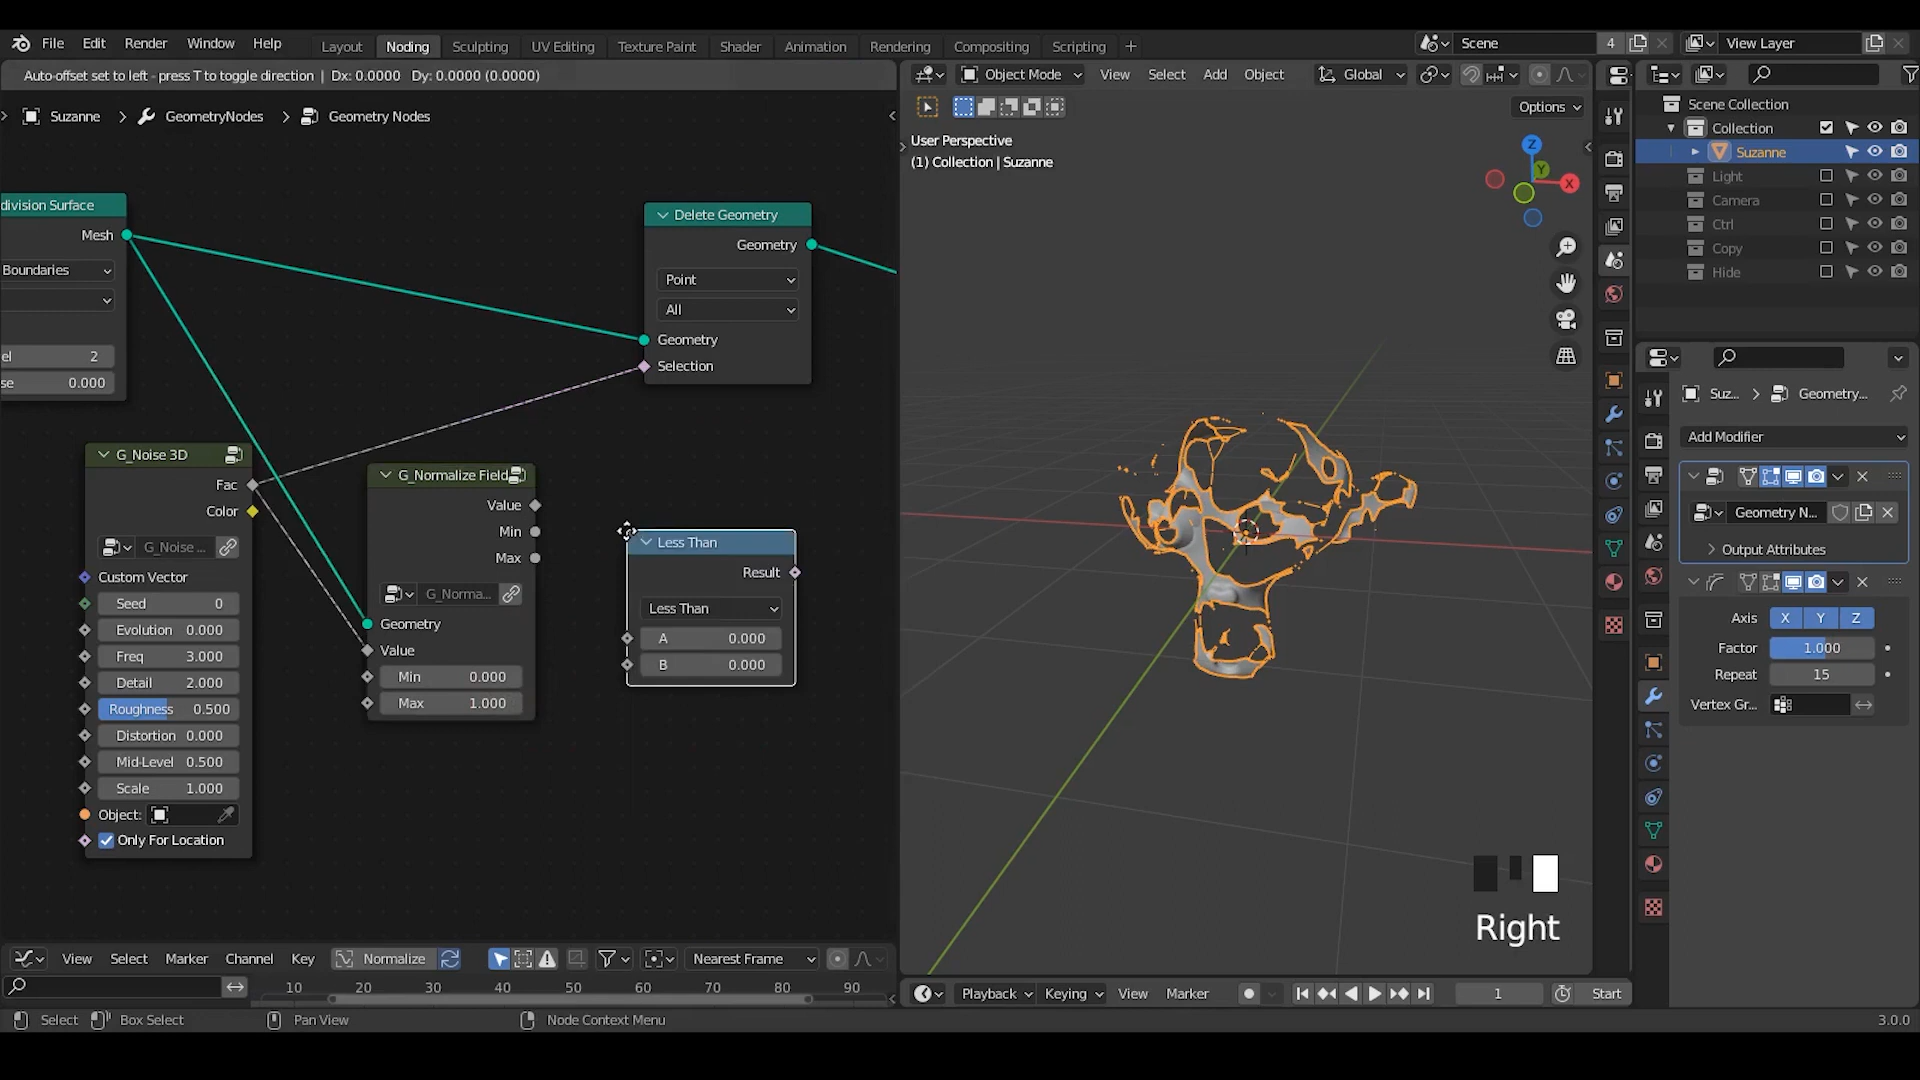 File Edit Render Window Help Layout Noding Sculpting UV Editing Texture Paint Shader Animation Rendering Compositing Scripting + Scene 4 View Layer
Auto-offset set to left - press T to toggle direction | Dx: 0.0000 Dy: 0.0000 (0.0000)
Object Mode View Select Add Object Global
Suzanne > GeometryNodes > Geometry Nodes
Options
User Perspective
(1) Collection | Suzanne
Z
Y
X
Scene Collection
Collection
Suzanne
Light
Camera
Ctrl
Copy
Hide
division Surface
Mesh
Boundaries
el 2
se 0.000
Delete Geometry
Geometry
Point
All
Geometry
Selection
G_Noise 3D
Fac
Color
G_Noise ...
Custom Vector
Seed 0
Evolution 0.000
Freq 3.000
Detail 2.000
Roughness 0.500
Distortion 0.000
Mid-Level 0.500
Scale 1.000
Object:
Only For Location
G_Normalize Field
Value
Min
Max
G_Norma...
Geometry
Value
Min 0.000
Max 1.000
Less Than
Result
Less Than
A 0.000
B 0.000
Suz... > Geometry...
Add Modifier
Geometry N...
Output Attributes
Axis X Y Z
Factor 1.000
Repeat 15
Vertex Gr...
Right
View Select Marker Channel Key Normalize Nearest Frame
10 20 30 40 50 60 70 80 90
Playback Keying View Marker 1 Start
Select Box Select Pan View Node Context Menu 3.0.0